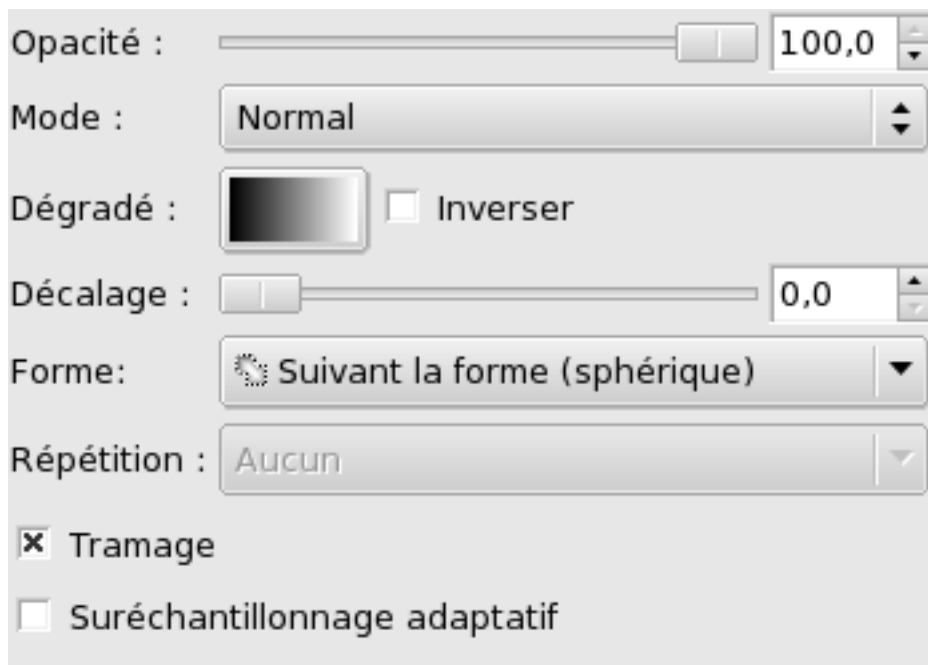 Opacité : 100,0
Mode : Normal
Dégradé : Inverser
Décalage : 0,0
Forme: Suivant la forme (sphérique)
Répétition : Aucun
Tramage
Suréchantillonnage adaptatif